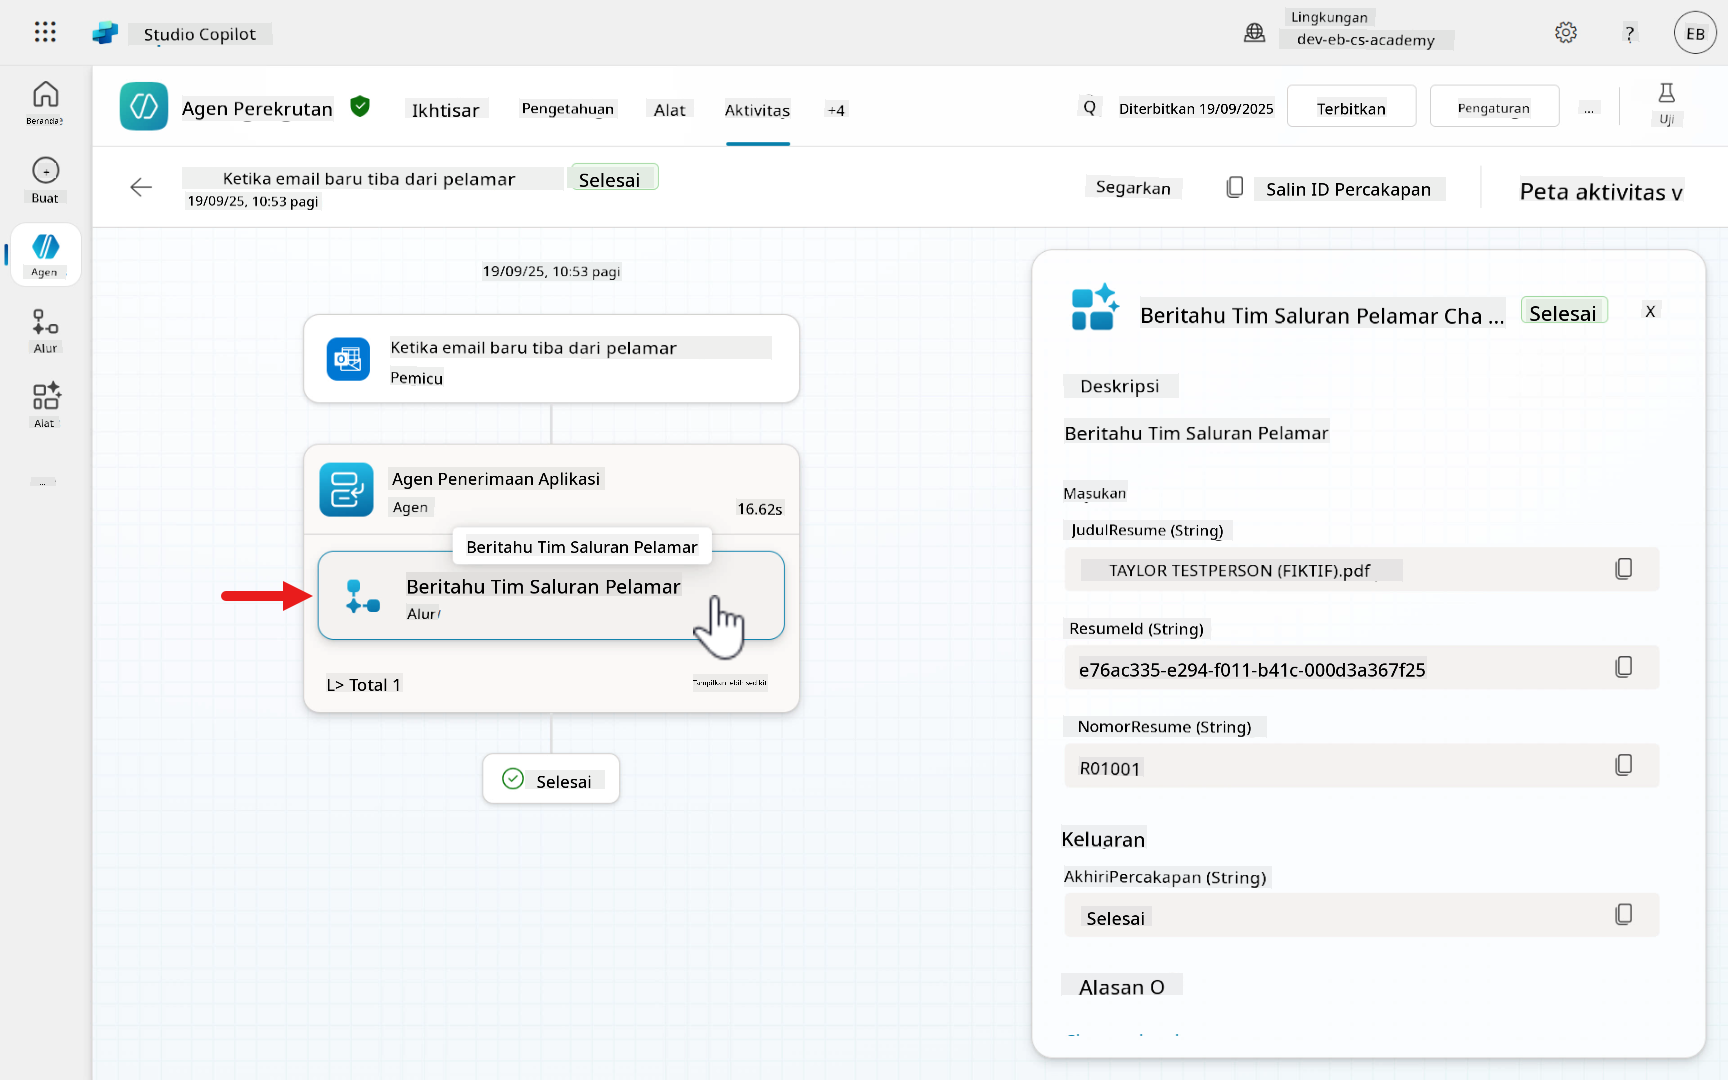 Studio Copilot
Lingkungan
dev-eb-cs-academy
?
EB
Beranda
Buat
Agen
Alur
Alat
...
Agen Perekrutan
Ikhtisar
Pengetahuan
Alat
Aktivitas
+4
Q
Diterbitkan 19/09/2025
Terbitkan
Pengaturan
...
Uji
Ketika email baru tiba dari pelamar
Selesai
19/09/25, 10:53 pagi
Segarkan
Salin ID Percakapan
Peta aktivitas v
19/09/25, 10:53 pagi
Ketika email baru tiba dari pelamar
Pemicu
Agen Penerimaan Aplikasi
Agen
16.62s
Beritahu Tim Saluran Pelamar
Beritahu Tim Saluran Pelamar
Alur
L> Total 1
Tampilkan lebih sedikit
Selesai
Beritahu Tim Saluran Pelamar Cha ...
Selesai
X
Deskripsi
Beritahu Tim Saluran Pelamar
Masukan
JudulResume (String)
TAYLOR TESTPERSON (FIKTIF).pdf
ResumeId (String)
e76ac335-e294-f011-b41c-000d3a367f25
NomorResume (String)
R01001
Keluaran
AkhiriPercakapan (String)
Selesai
Alasan O